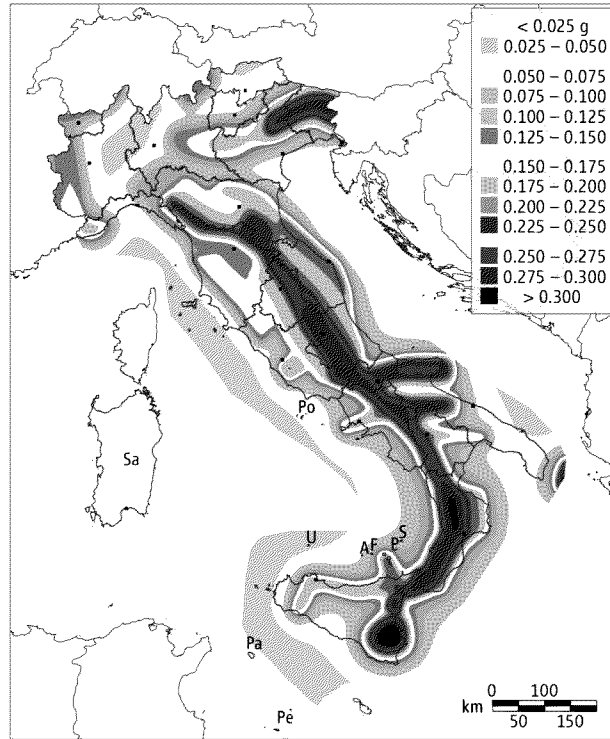 < 0.025 g
0.025 – 0.050
0.050 – 0.075
0.075 – 0.100
0.100 – 0.125
0.125 – 0.150
0.150 – 0.175
0.175 – 0.200
0.200 – 0.225
0.225 – 0.250
0.250 – 0.275
0.275 – 0.300
> 0.300
Po
Sa
U
A F E S
Pa
Pe
0 100
km
50 150